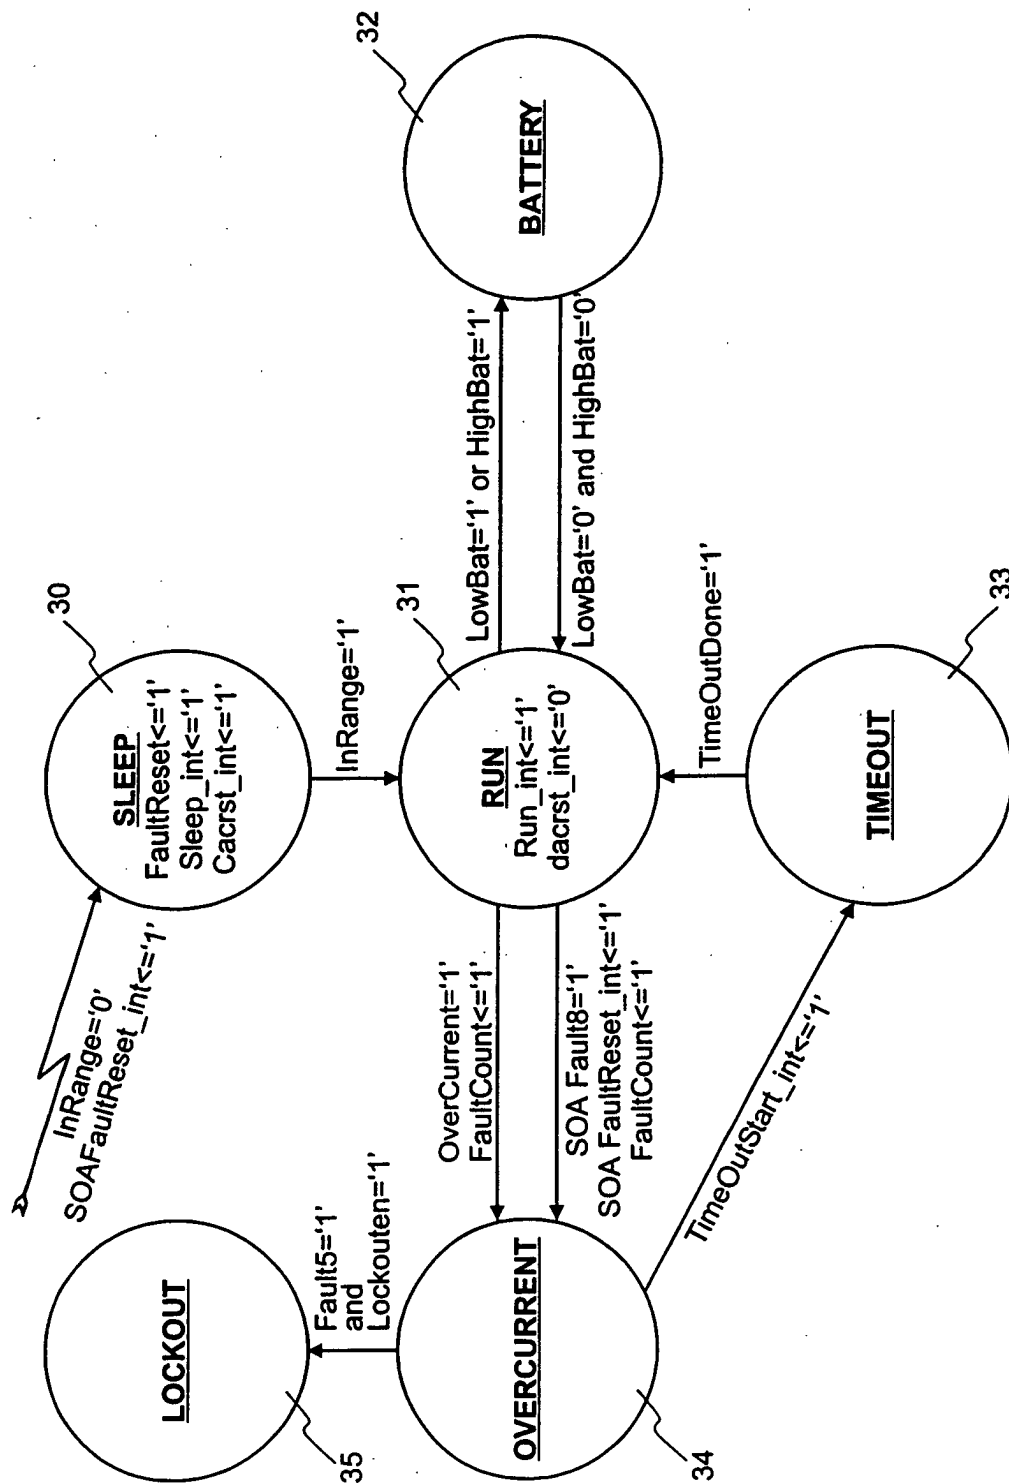 InRange='0'
SOAFaultReset_int<='1'
30
SLEEP
FaultReset<='1'
Sleep_int<='1'
Cacrst_int<='1'
35
LOCKOUT
InRange='1'
Fault5='1'
and
Lockouten='1'
31
RUN
Run_int<='1'
dacrst_int<='0'
OverCurrent='1'
FaultCount<='1'
SOA Fault8='1'
SOA FaultReset_int<='1'
FaultCount<='1'
LowBat='1' or HighBat='1'
LowBat='0' and HighBat='0'
32
BATTERY
34
OVERCURRENT
TimeOutStart_int<='1'
TimeOutDone='1'
33
TIMEOUT